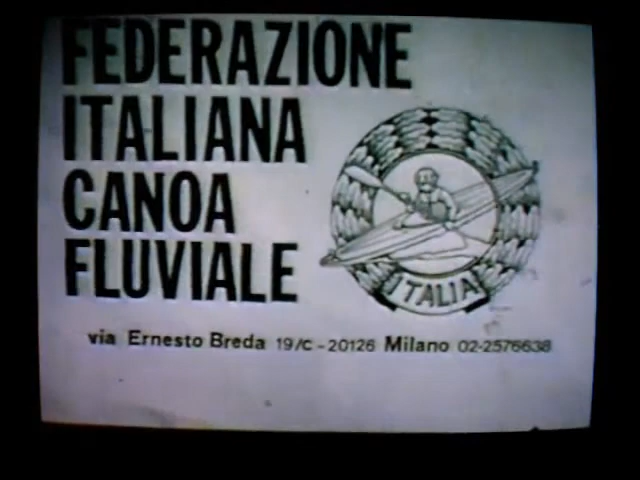 FEDERAZIONE
ITALIANA
CANOA
FLUVIALE
ITALIA
via Ernesto Breda 19/C - 20126 Milano 02-2576638